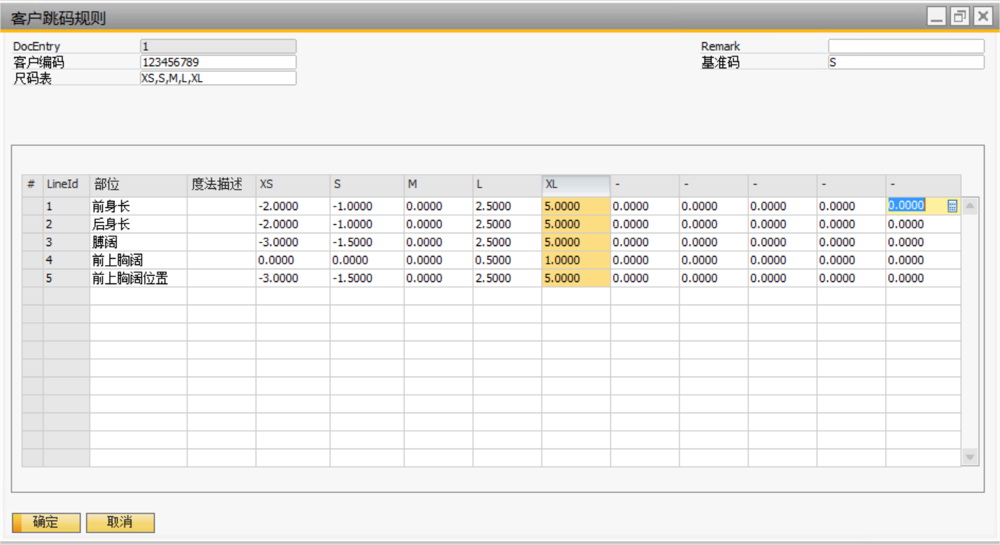 客户跳码规则
DocEntry 1 Remark
客户编码 123456789 基准码 S
尺码表 XS,S,M,L,XL
# LineId 部位 度法描述 XS S M L XL - - - - -
1 前身长 -2.0000 -1.0000 0.0000 2.5000 5.0000 0.0000 0.0000 0.0000 0.0000 0.0000
2 后身长 -2.0000 -1.0000 0.0000 2.5000 5.0000 0.0000 0.0000 0.0000 0.0000 0.0000
3 膊阔 -3.0000 -1.5000 0.0000 2.5000 5.0000 0.0000 0.0000 0.0000 0.0000 0.0000
4 前上胸阔 0.0000 0.0000 0.0000 0.5000 1.0000 0.0000 0.0000 0.0000 0.0000 0.0000
5 前上胸阔位置 -3.0000 -1.5000 0.0000 2.5000 5.0000 0.0000 0.0000 0.0000 0.0000 0.0000
确定 取消